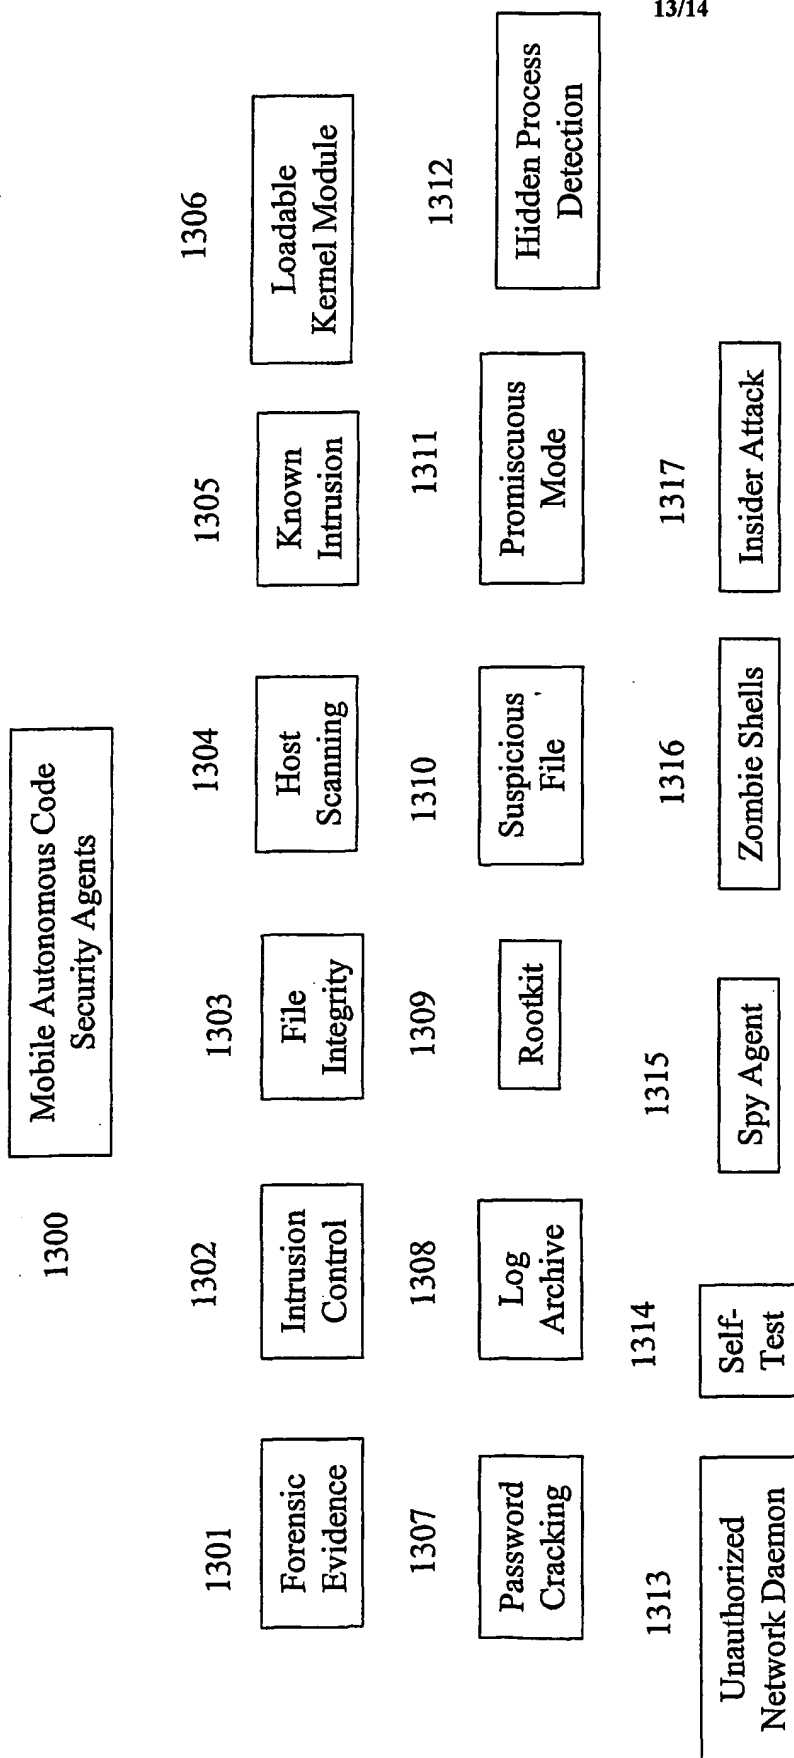 13/14
1300
Mobile Autonomous Code
Security Agents
1301
Forensic
Evidence
1302
Intrusion
Control
1303
File
Integrity
1304
Host
Scanning
1305
Known
Intrusion
1306
Loadable
Kernel Module
1307
Password
Cracking
1308
Log
Archive
1309
Rootkit
1310
Suspicious
File
1311
Promiscuous
Mode
1312
Hidden Process
Detection
1313
Unauthorized
Network Daemon
1314
Self-
Test
1315
Spy Agent
1316
Zombie Shells
1317
Insider Attack